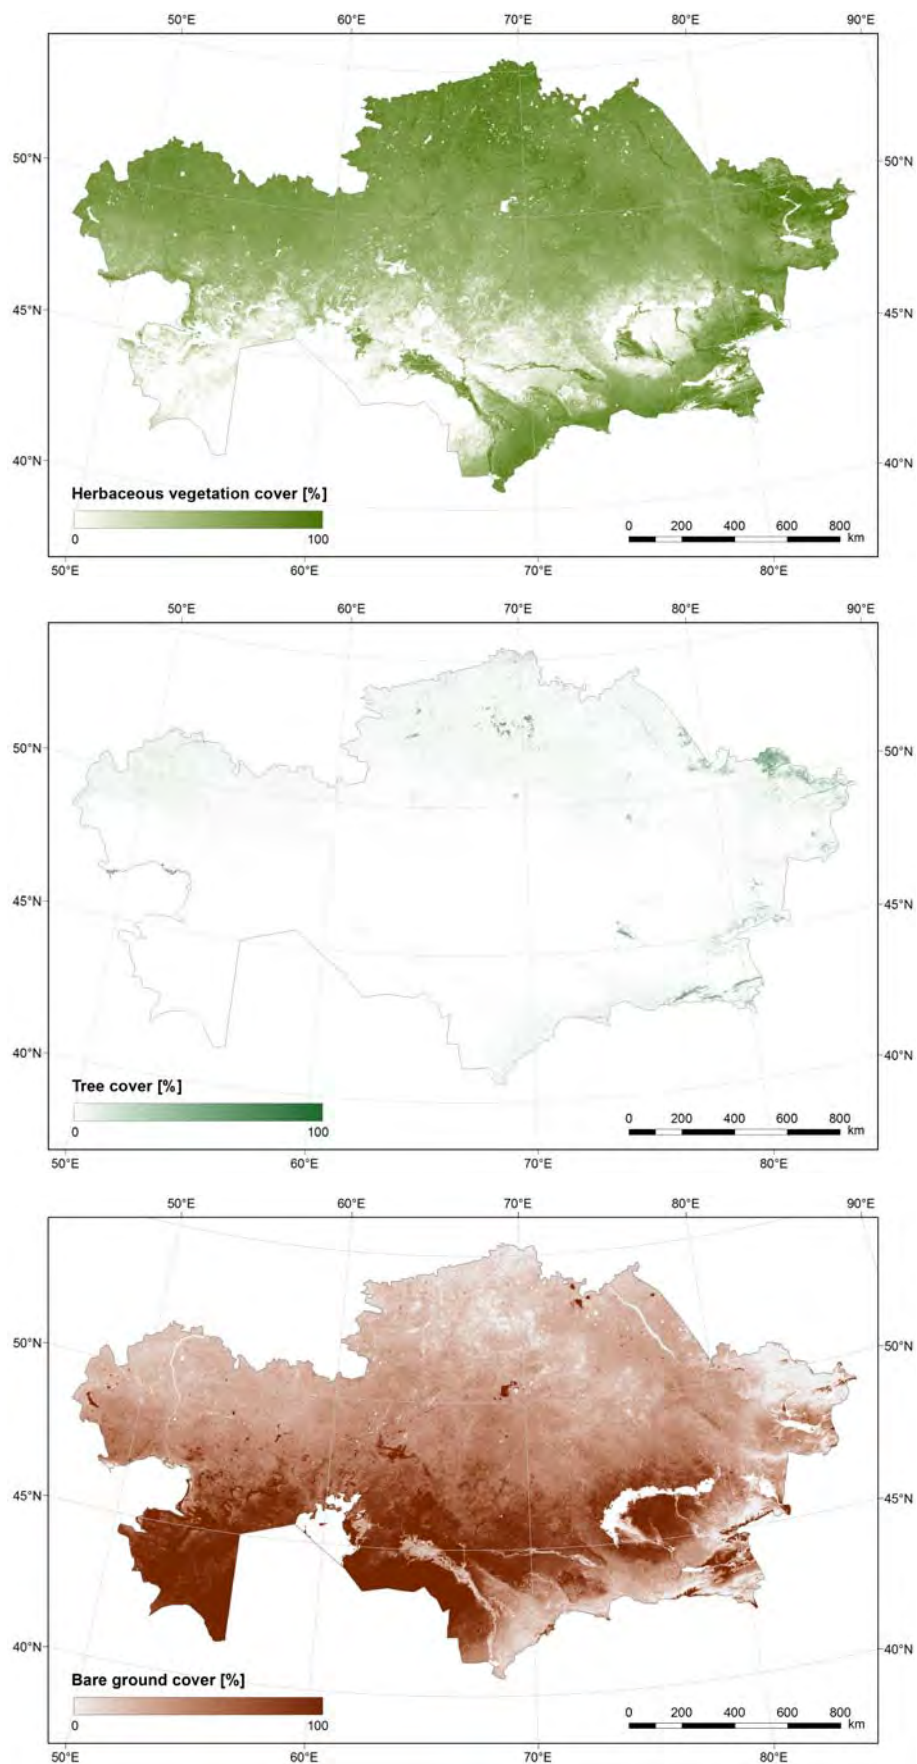 50°E 60°E 70°E 80°E 90°E
50°N 50°N
45°N 45°N
40°N 40°N
Herbaceous vegetation cover [%]
0 100
0 200 400 600 800
km
50°E 60°E 70°E 80°E
50°E 60°E 70°E 80°E 90°E
50°N 50°N
45°N 45°N
40°N 40°N
Tree cover [%]
0 100
0 200 400 600 800
km
50°E 60°E 70°E 80°E
50°E 60°E 70°E 80°E 90°E
50°N 50°N
45°N 45°N
40°N 40°N
Bare ground cover [%]
0 100
0 200 400 600 800
km
50°E 60°E 70°E 80°E